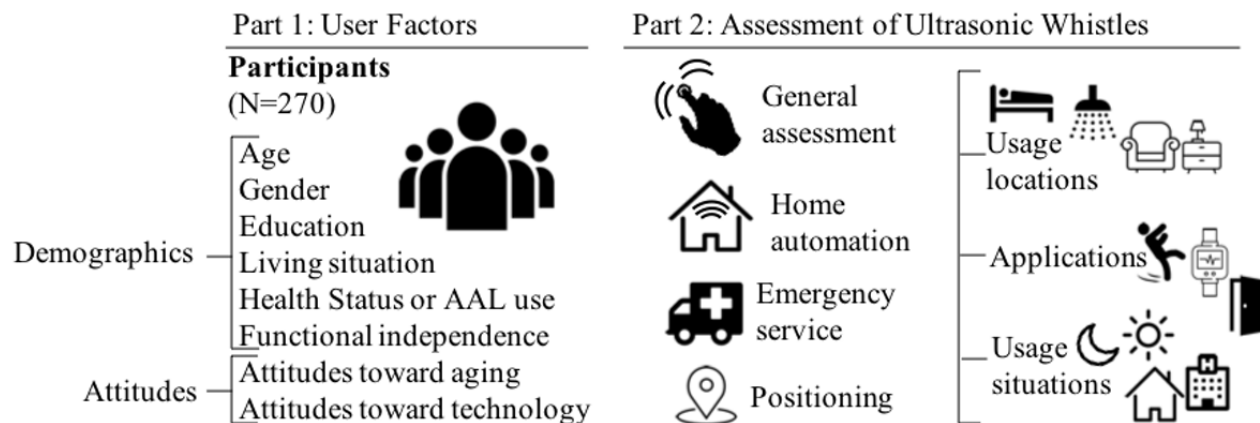 Part 1: User Factors
Participants
(N=270)
Demographics
Age
Gender
Education
Living situation
Health Status or AAL use
Functional independence
Attitudes
Attitudes toward aging
Attitudes toward technology
Part 2: Assessment of Ultrasonic Whistles
General
assessment
Home
automation
Emergency
service
Positioning
Usage
locations
Applications
Usage
situations